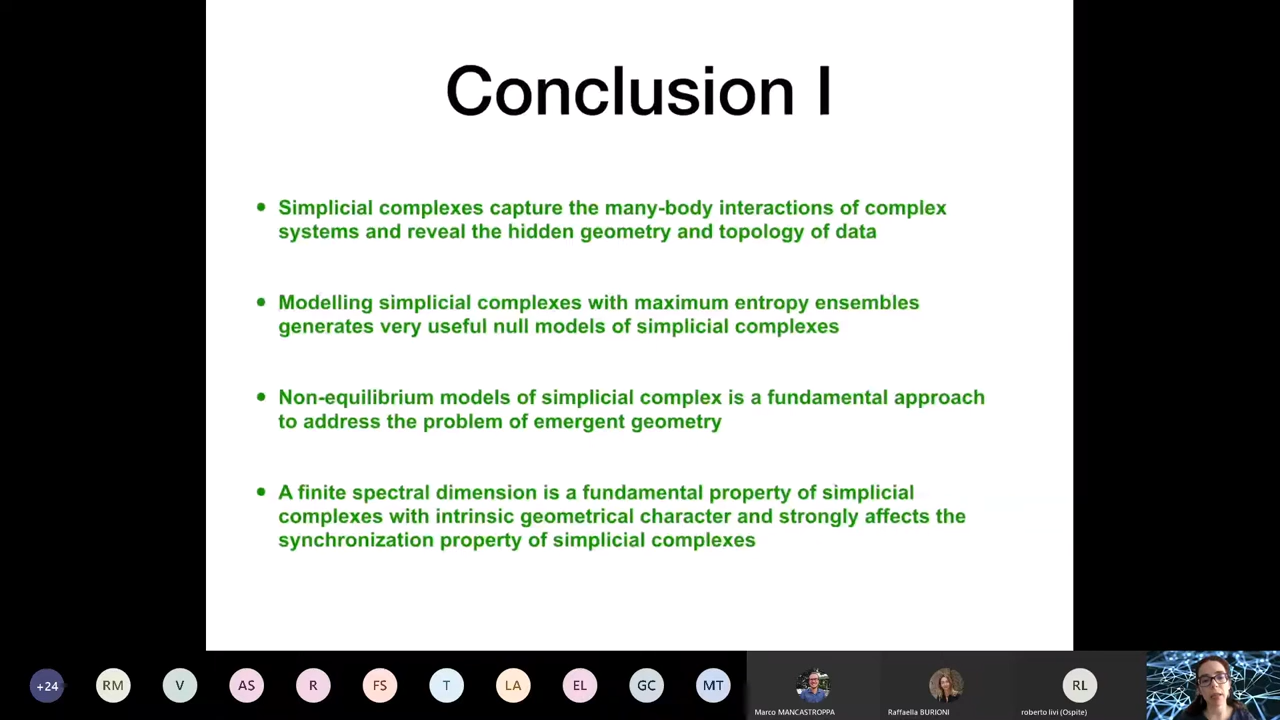 Conclusion I
• Simplicial complexes capture the many-body interactions of complex
systems and reveal the hidden geometry and topology of data
• Modelling simplicial complexes with maximum entropy ensembles
generates very useful null models of simplicial complexes
• Non-equilibrium models of simplicial complex is a fundamental approach
to address the problem of emergent geometry
• A finite spectral dimension is a fundamental property of simplicial
complexes with intrinsic geometrical character and strongly affects the
synchronization property of simplicial complexes
+24 RM V AS R FS T LA EL GC MT RL
Marco MANCASTROPPA Raffaella BURIONI roberto livi (Ospite)